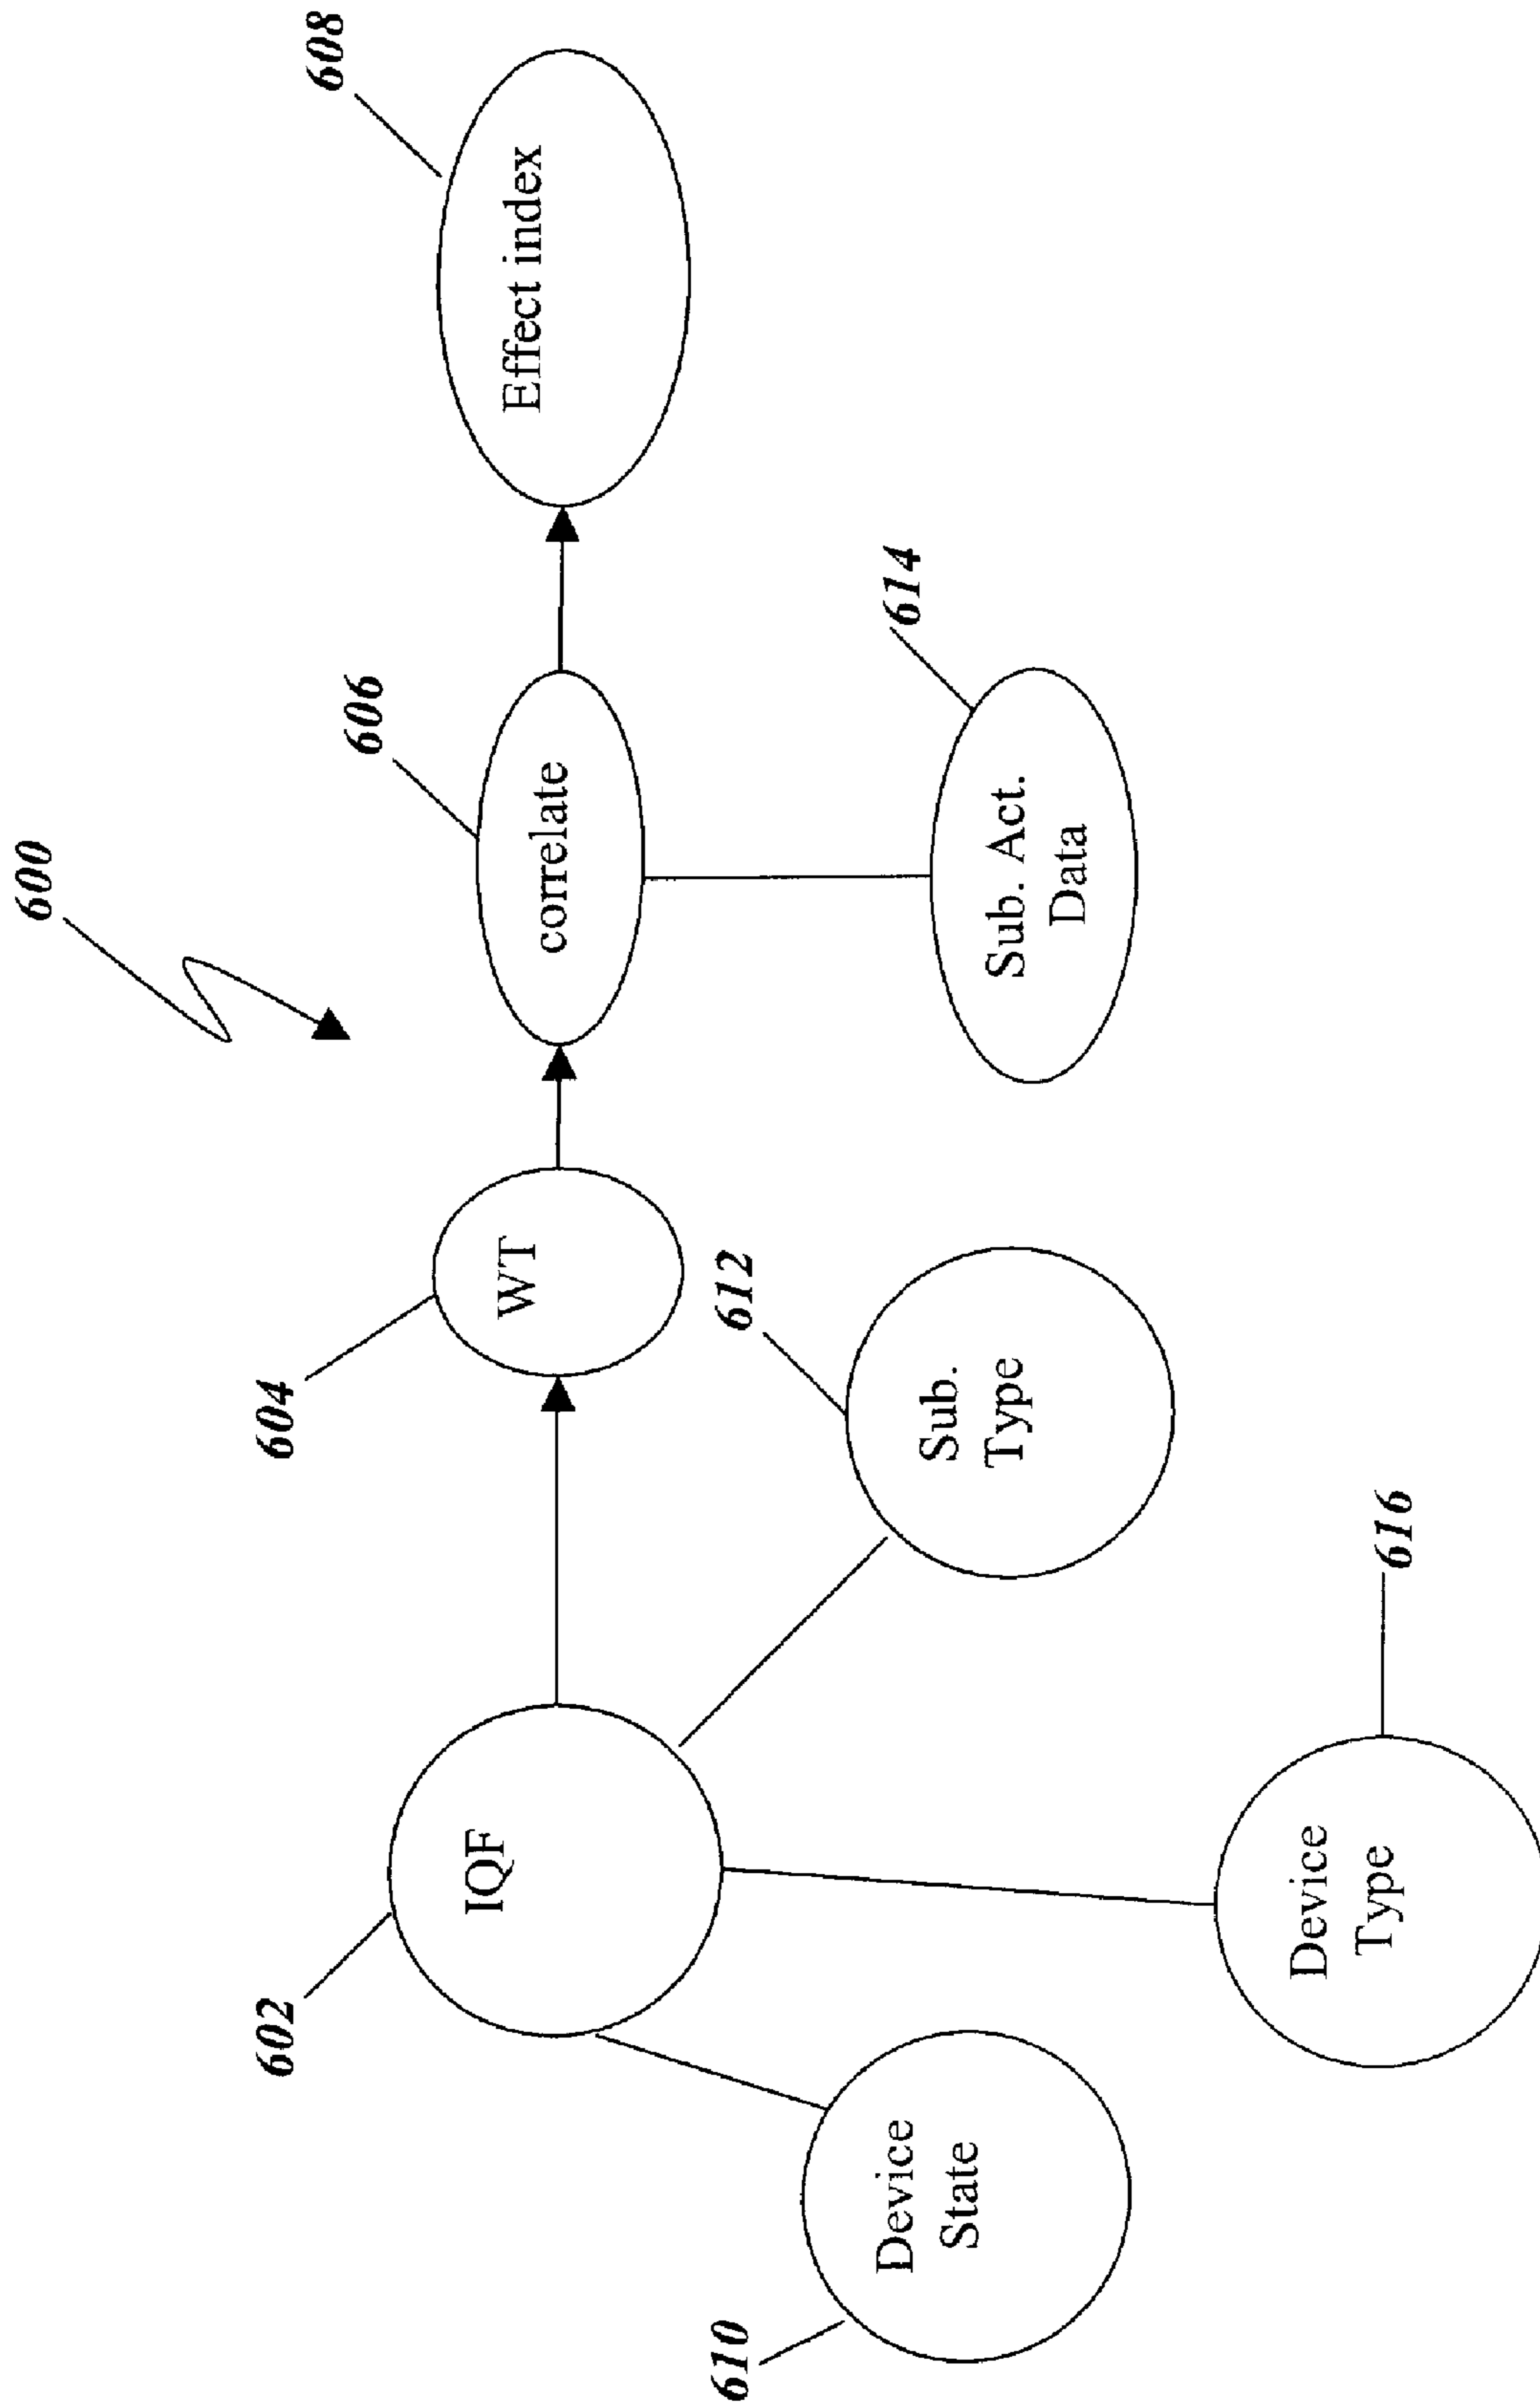 600
602
IQF
604
WT
606
correlate
608
Effect index
610
Device
State
612
Sub.
Type
614
Sub. Act.
Data
Device
Type
616